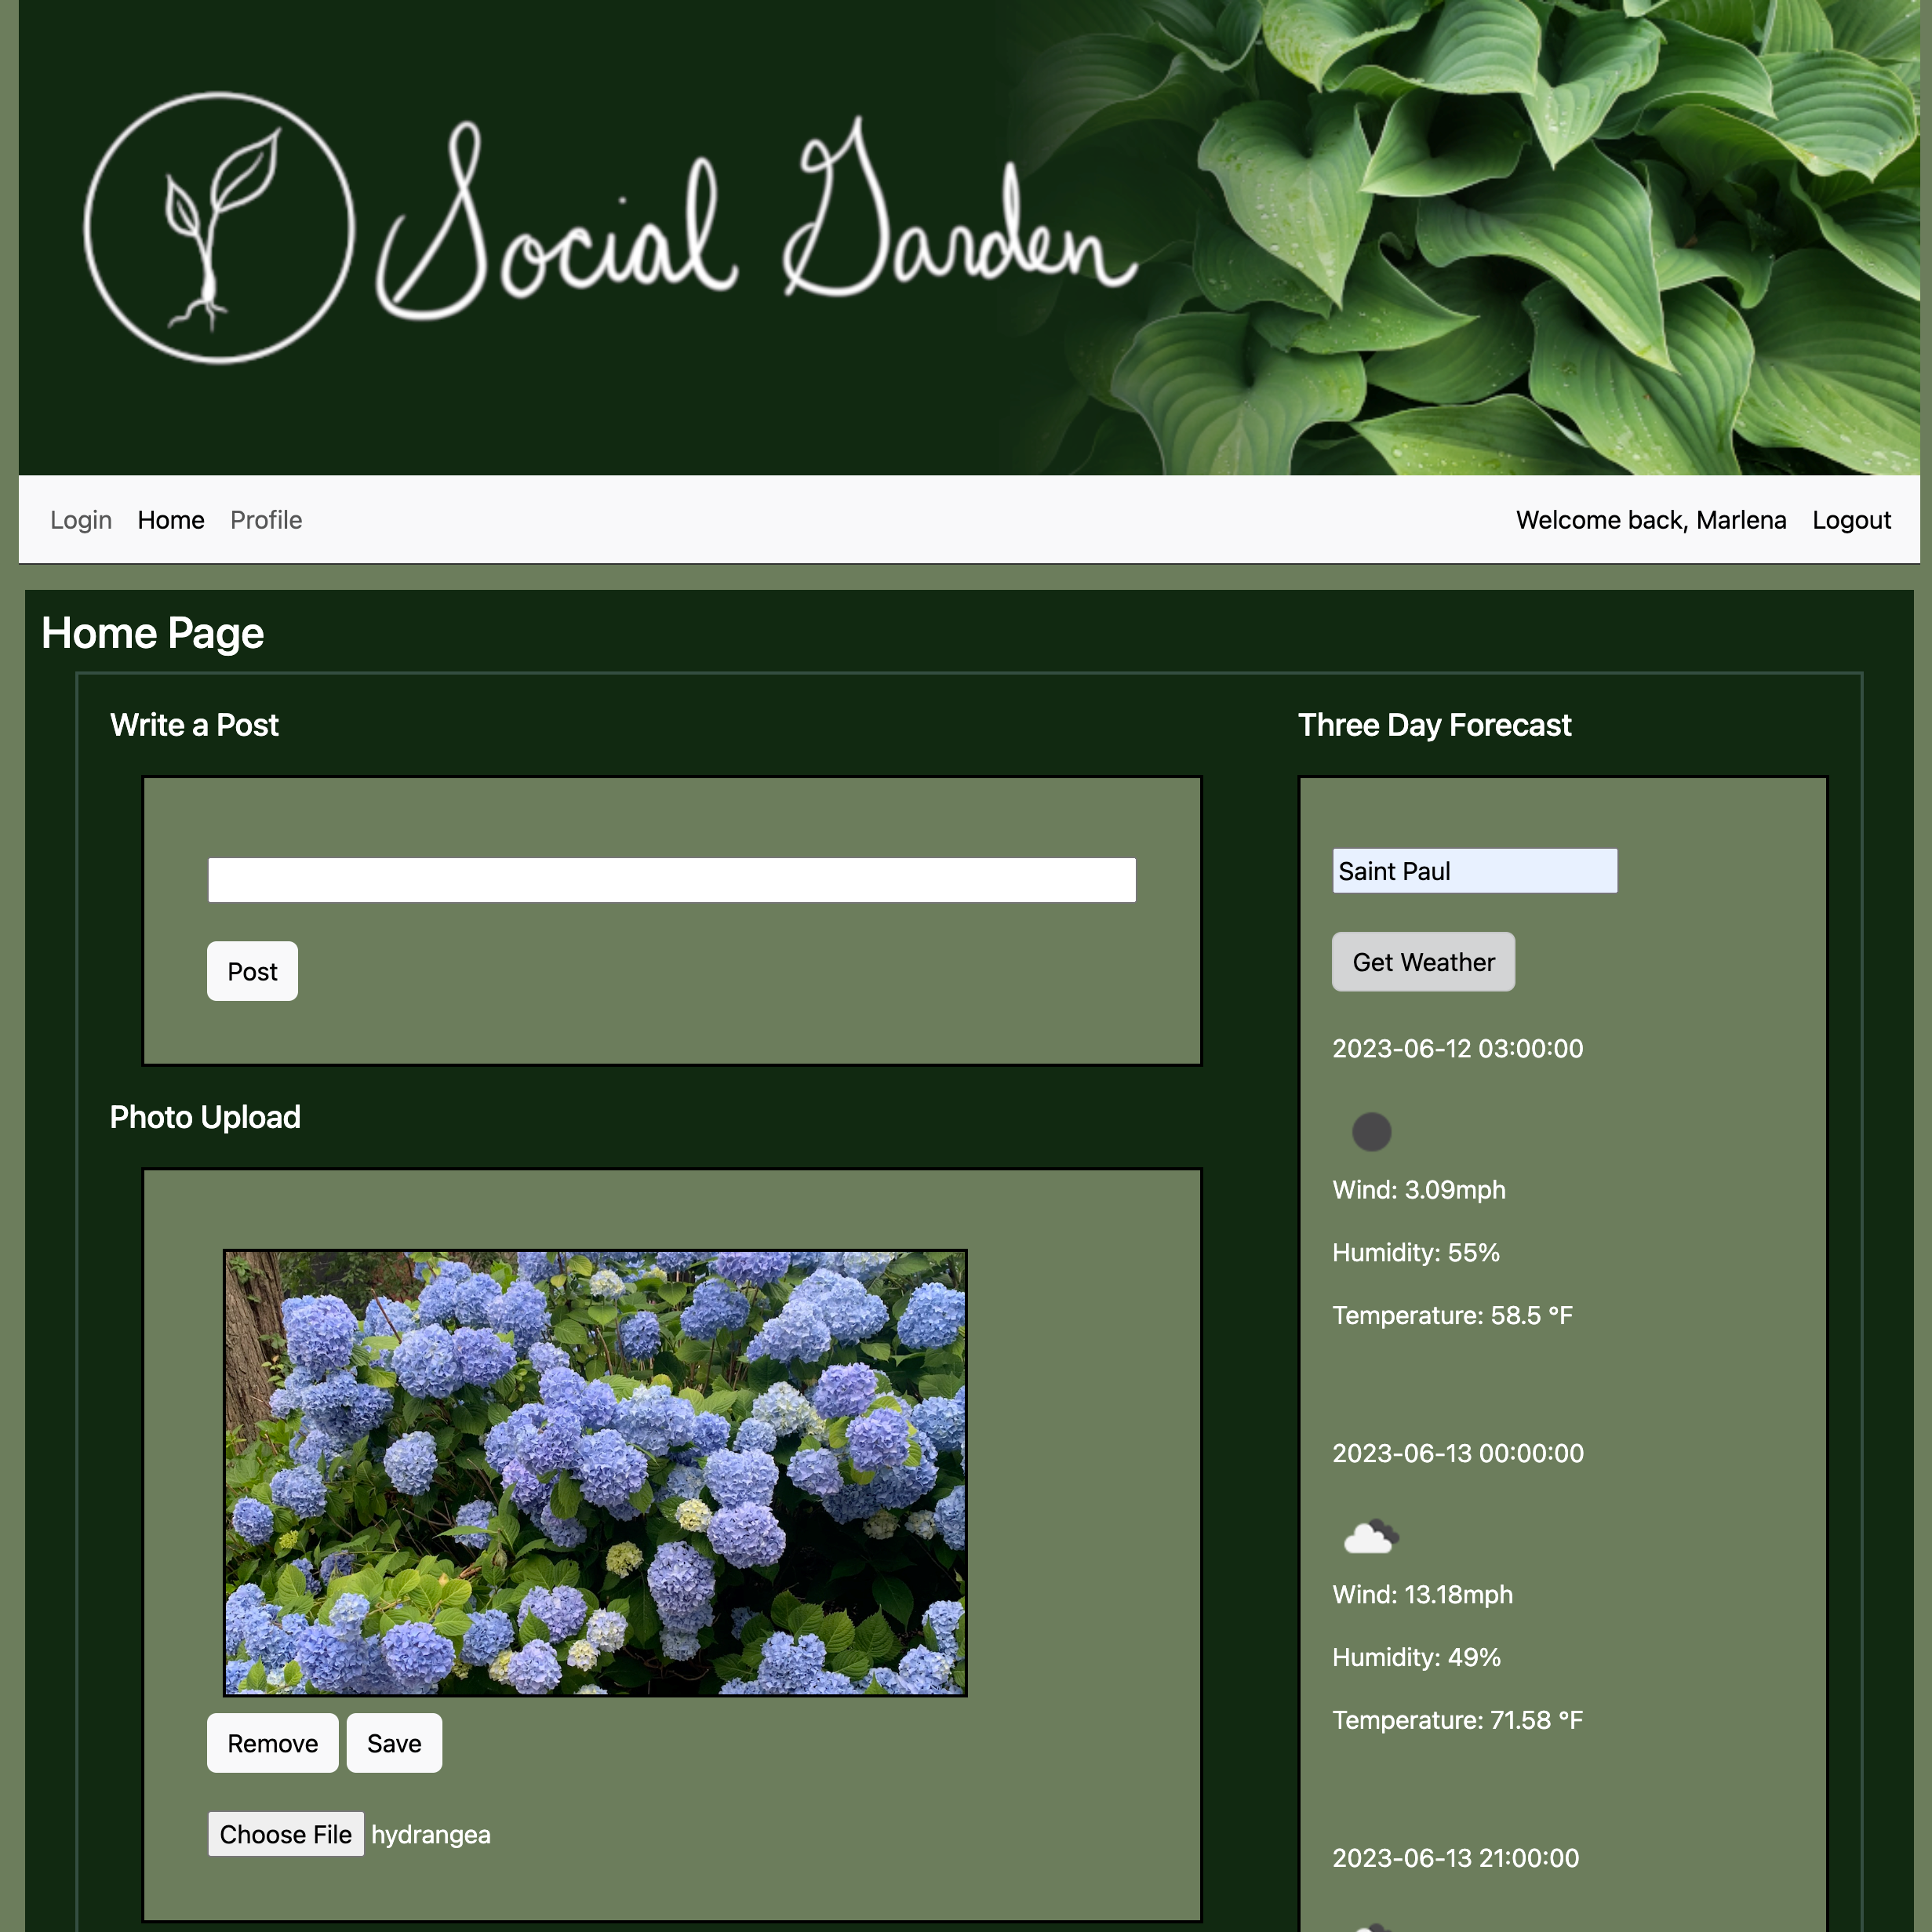 Social Garden
Login Home Profile Welcome back, Marlena Logout
Home Page
Write a Post
Post
Photo Upload
Remove Save
Choose File hydrangea
Three Day Forecast
Saint Paul
Get Weather
2023-06-12 03:00:00
Wind: 3.09mph
Humidity: 55%
Temperature: 58.5 °F
2023-06-13 00:00:00
Wind: 13.18mph
Humidity: 49%
Temperature: 71.58 °F
2023-06-13 21:00:00